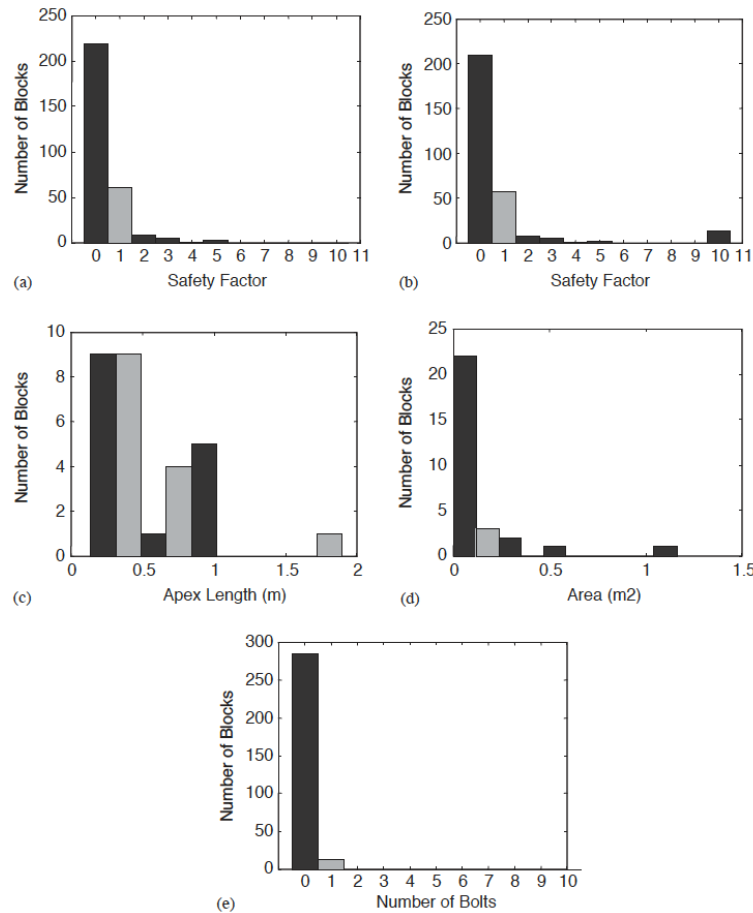 250
200
150
100
50
0
Number of Blocks
0 1 2 3 4 5 6 7 8 9 10 11
(a)
Safety Factor
250
200
150
100
50
0
Number of Blocks
0 1 2 3 4 5 6 7 8 9 10 11
(b)
Safety Factor
10
8
6
4
2
0
Number of Blocks
0 0.5 1 1.5 2
(c)
Apex Length (m)
25
20
15
10
5
0
Number of Blocks
0 0.5 1 1.5
(d)
Area (m2)
300
250
200
150
100
50
0
Number of Blocks
0 1 2 3 4 5 6 7 8 9 10
(e)
Number of Bolts